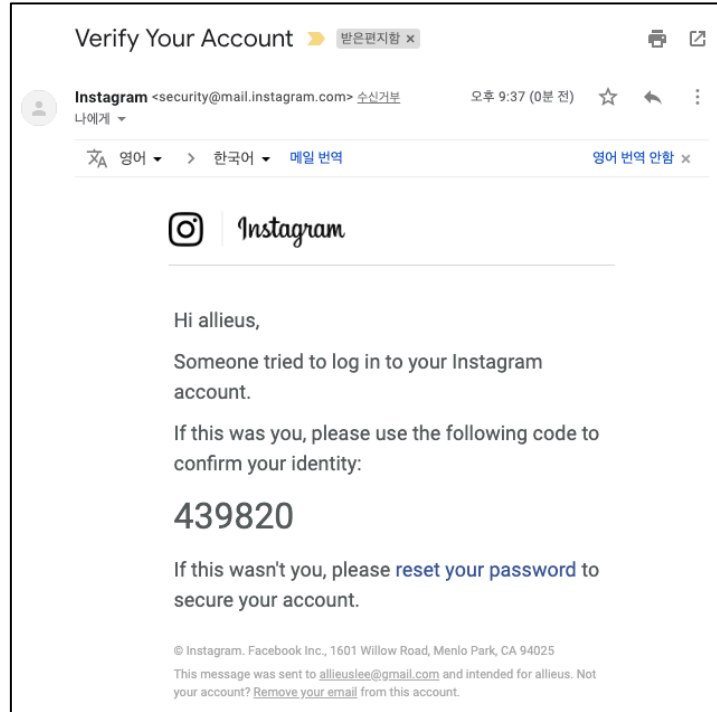 Verify Your Account 받은편지함 ×
Instagram <security@mail.instagram.com> 수신거부 오후 9:37 (0분 전)
나에게
영어 > 한국어 메일 번역 영어 번역 안함 ×
Instagram
Hi allieus,
Someone tried to log in to your Instagram
account.
If this was you, please use the following code to
confirm your identity:
439820
If this wasn't you, please reset your password to
secure your account.
© Instagram. Facebook Inc., 1601 Willow Road, Menlo Park, CA 94025
This message was sent to allieuslee@gmail.com and intended for allieus. Not
your account? Remove your email from this account.